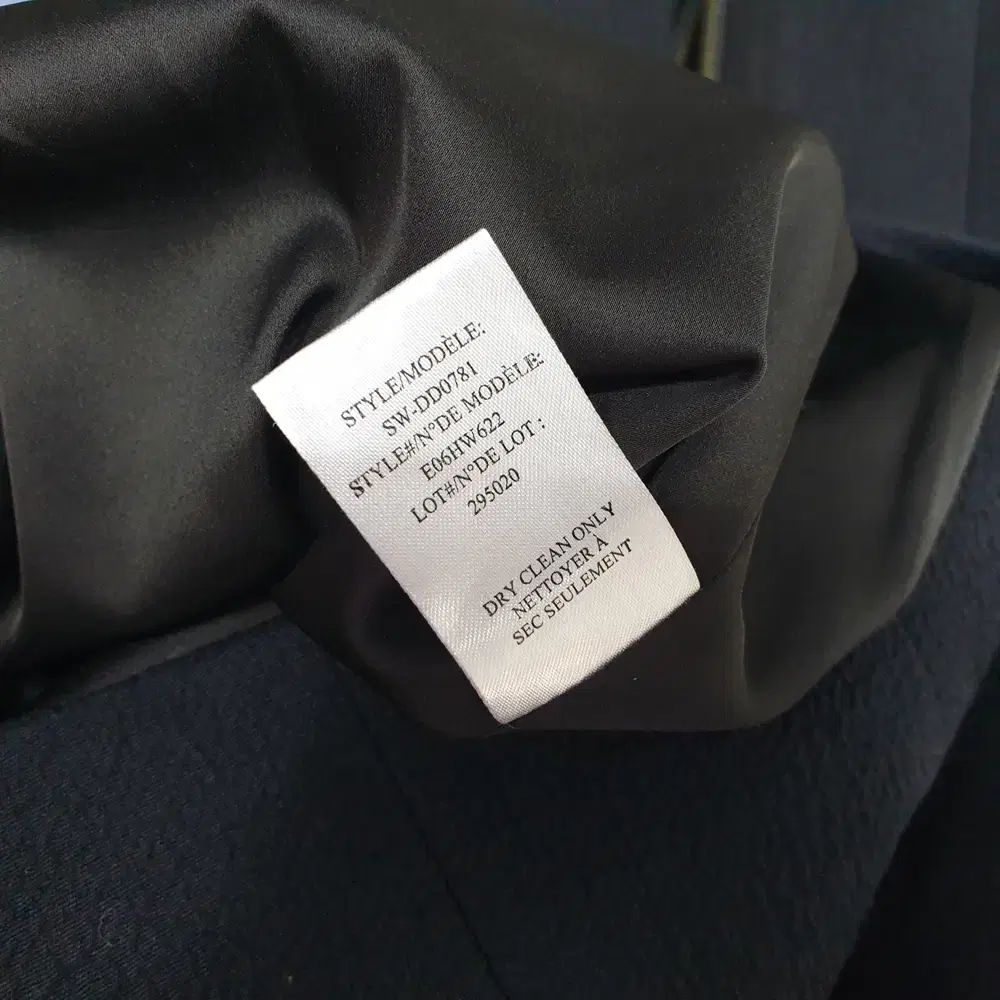 STYLE/MODÈLE:
SW-DD0781
STYLE#/N°DE MODÈLE:
E06HW622
LOT#/N°DE LOT :
295020
DRY CLEAN ONLY
NETTOYER À
SEC SEULEMENT